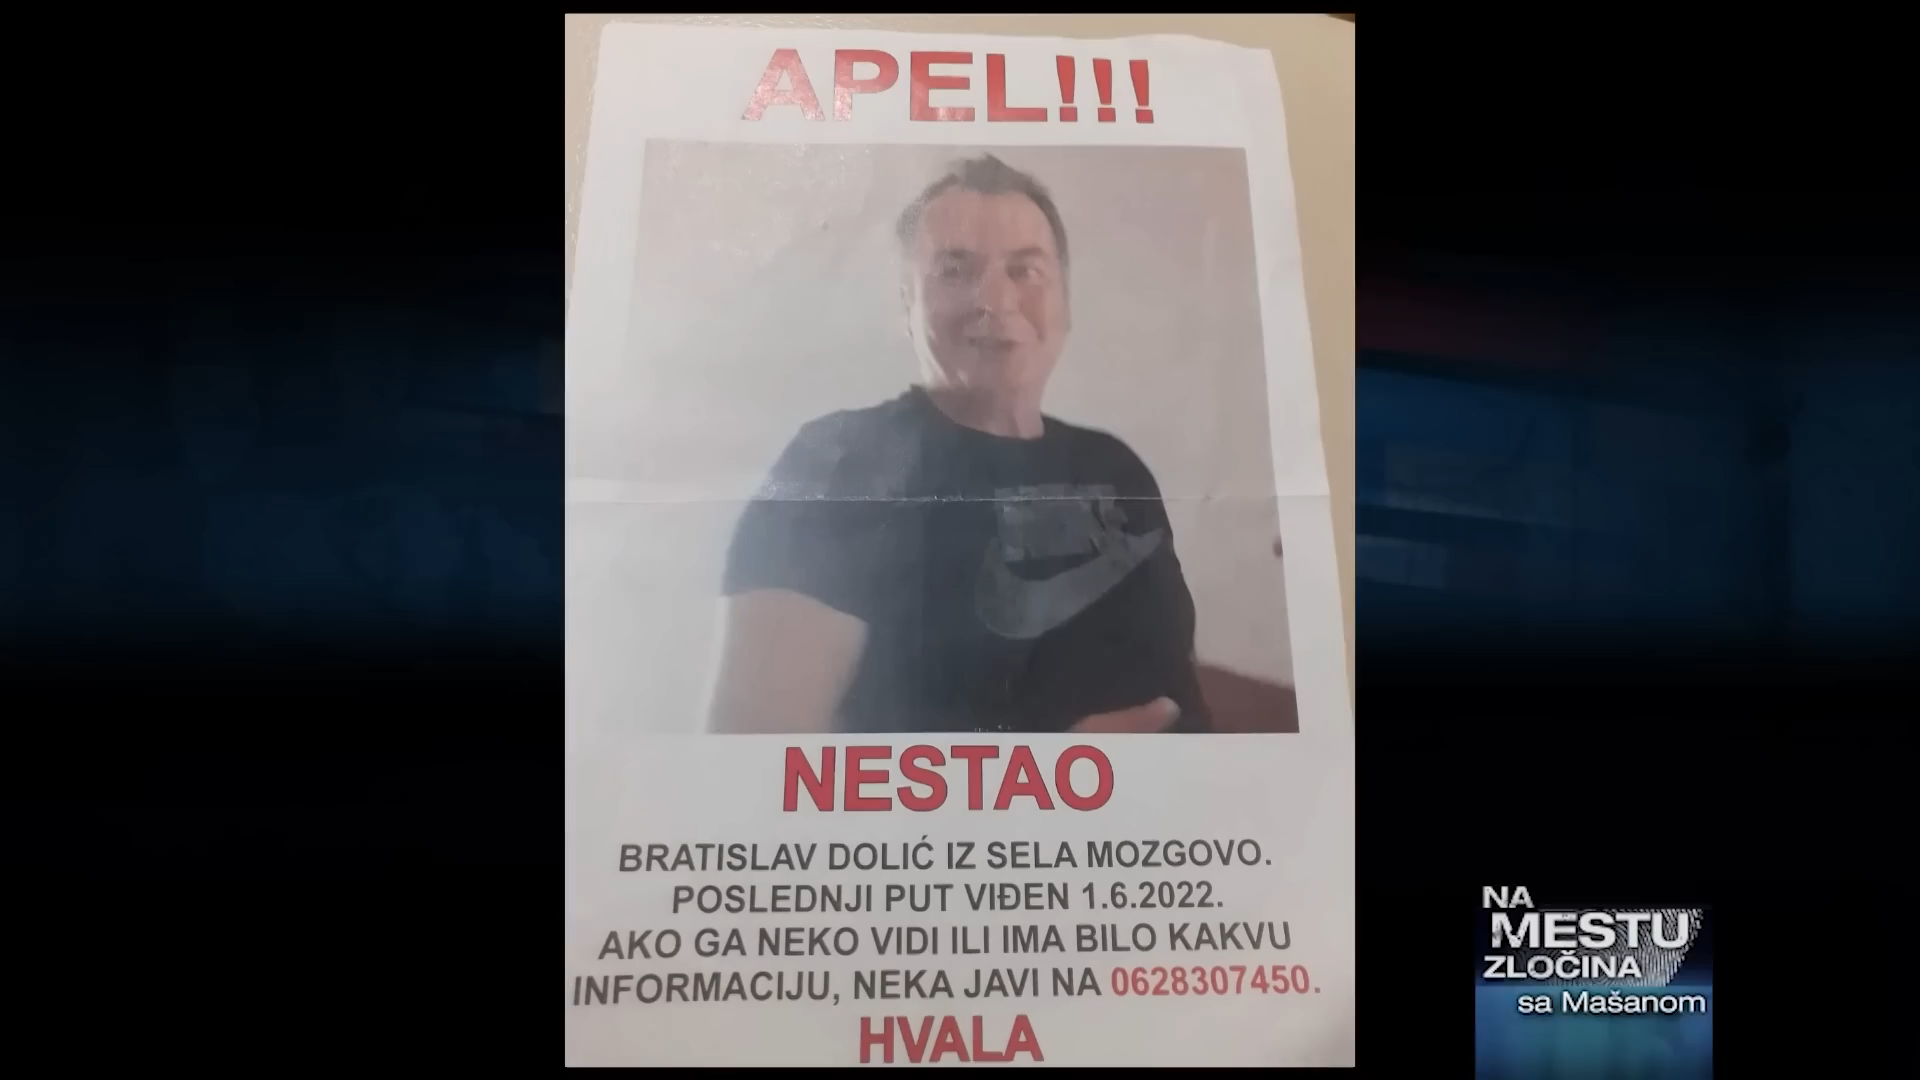 APEL!!!
NESTAO
BRATISLAV DOLIĆ IZ SELA MOZGOVO.
POSLEDNJI PUT VIĐEN 1.6.2022.
AKO GA NEKO VIDI ILI IMA BILO KAKVU
INFORMACIJU, NEKA JAVI NA 0628307450.
HVALA
NA
MESTU
ZLOČINA
sa Mašanom